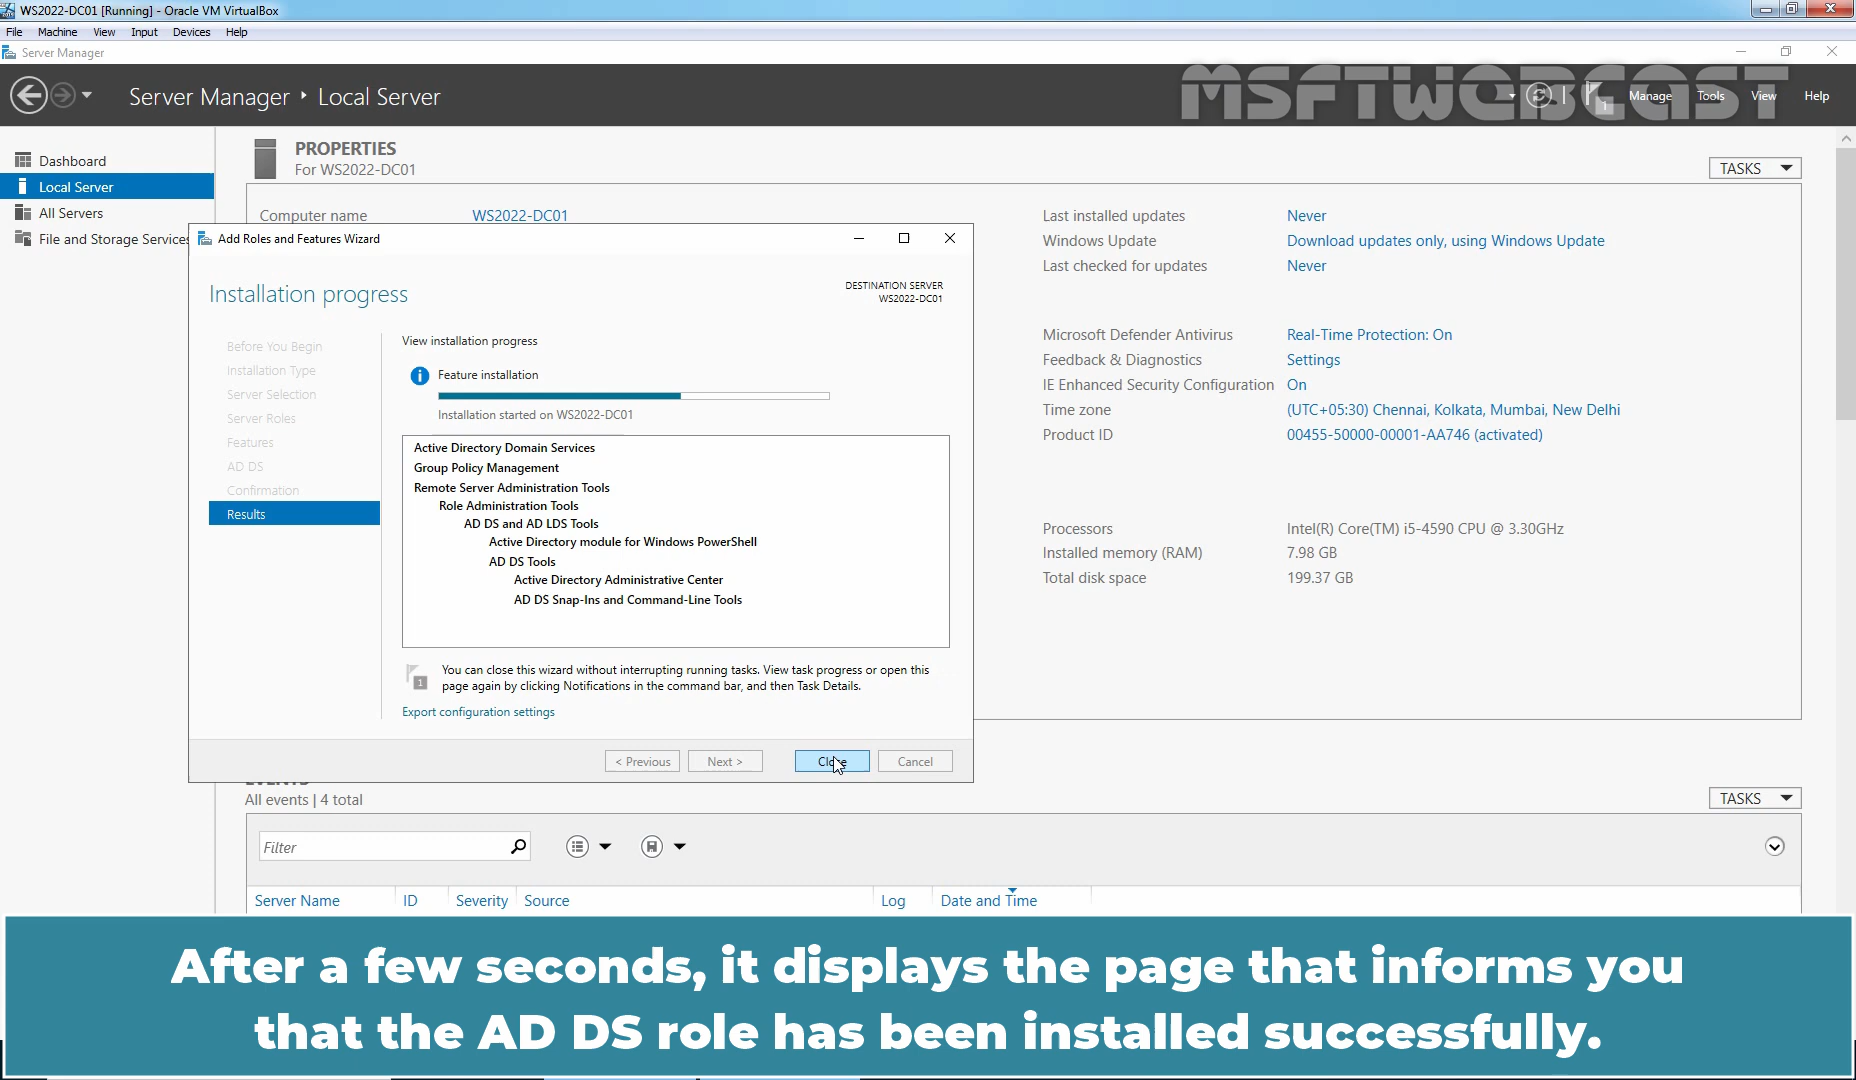 WS2022-DC01 [Running] - Oracle VM VirtualBox
File Machine View Input Devices Help
Server Manager
Server Manager ‣ Local Server
MSFTWEBCAST
Manage Tools View Help
Dashboard
Local Server
All Servers
File and Storage Services
PROPERTIES
For WS2022-DC01
TASKS
Computer name WS2022-DC01
Last installed updates Never
Windows Update Download updates only, using Windows Update
Last checked for updates Never
Microsoft Defender Antivirus Real-Time Protection: On
Feedback & Diagnostics Settings
IE Enhanced Security Configuration On
Time zone (UTC+05:30) Chennai, Kolkata, Mumbai, New Delhi
Product ID 00455-50000-00001-AA746 (activated)
Processors Intel(R) Core(TM) i5-4590 CPU @ 3.30GHz
Installed memory (RAM) 7.98 GB
Total disk space 199.37 GB
Add Roles and Features Wizard
Installation progress
DESTINATION SERVER
WS2022-DC01
Before You Begin
Installation Type
Server Selection
Server Roles
Features
AD DS
Confirmation
Results
View installation progress
Feature installation
Installation started on WS2022-DC01
Active Directory Domain Services
Group Policy Management
Remote Server Administration Tools
Role Administration Tools
AD DS and AD LDS Tools
Active Directory module for Windows PowerShell
AD DS Tools
Active Directory Administrative Center
AD DS Snap-Ins and Command-Line Tools
1
You can close this wizard without interrupting running tasks. View task progress or open this
page again by clicking Notifications in the command bar, and then Task Details.
Export configuration settings
< Previous Next > Close Cancel
EVENTS
All events | 4 total
TASKS
Filter
Server Name ID Severity Source Log Date and Time
After a few seconds, it displays the page that informs you
that the AD DS role has been installed successfully.